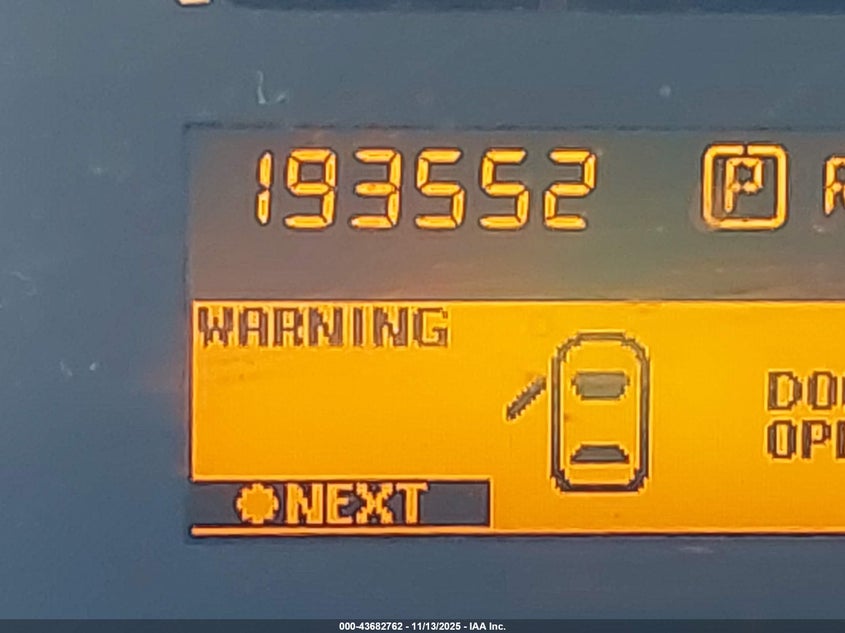 193552 P
WARNING
NEXT
000-43682762 - 11/13/2025 - IAA Inc.